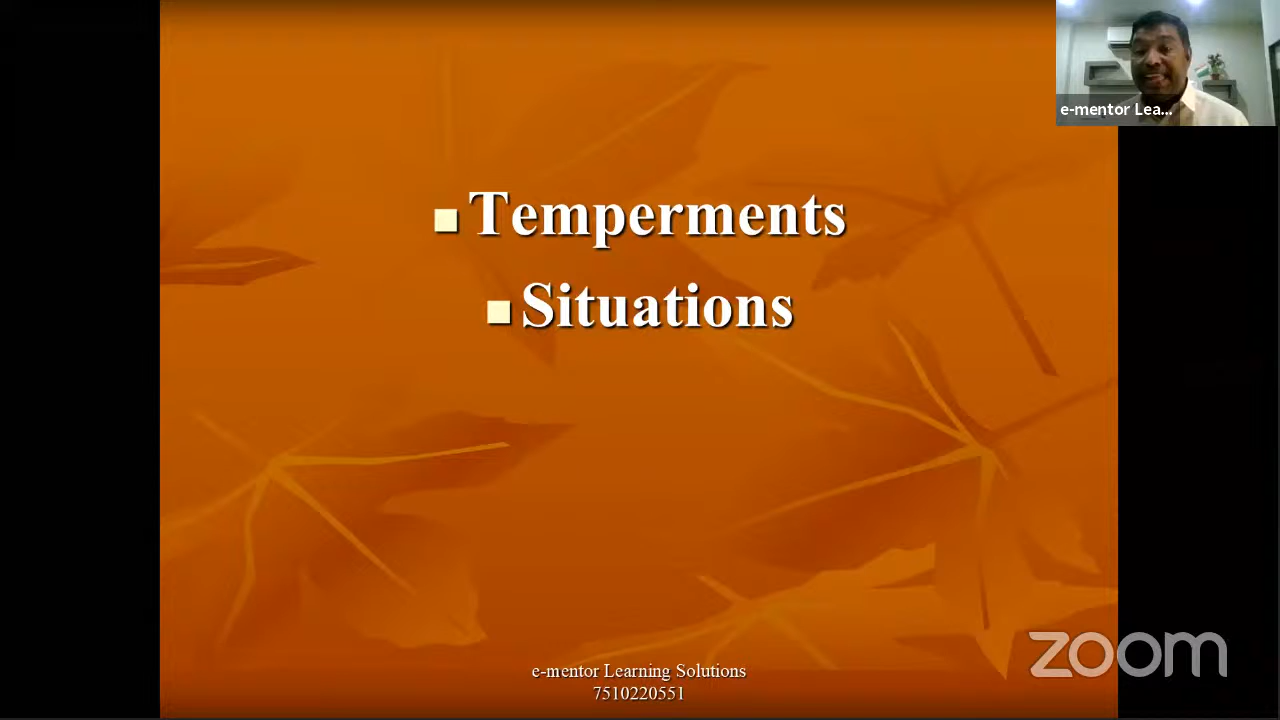 e-mentor Lea...
Temperments
Situations
zoom
e-mentor Learning Solutions
7510220551